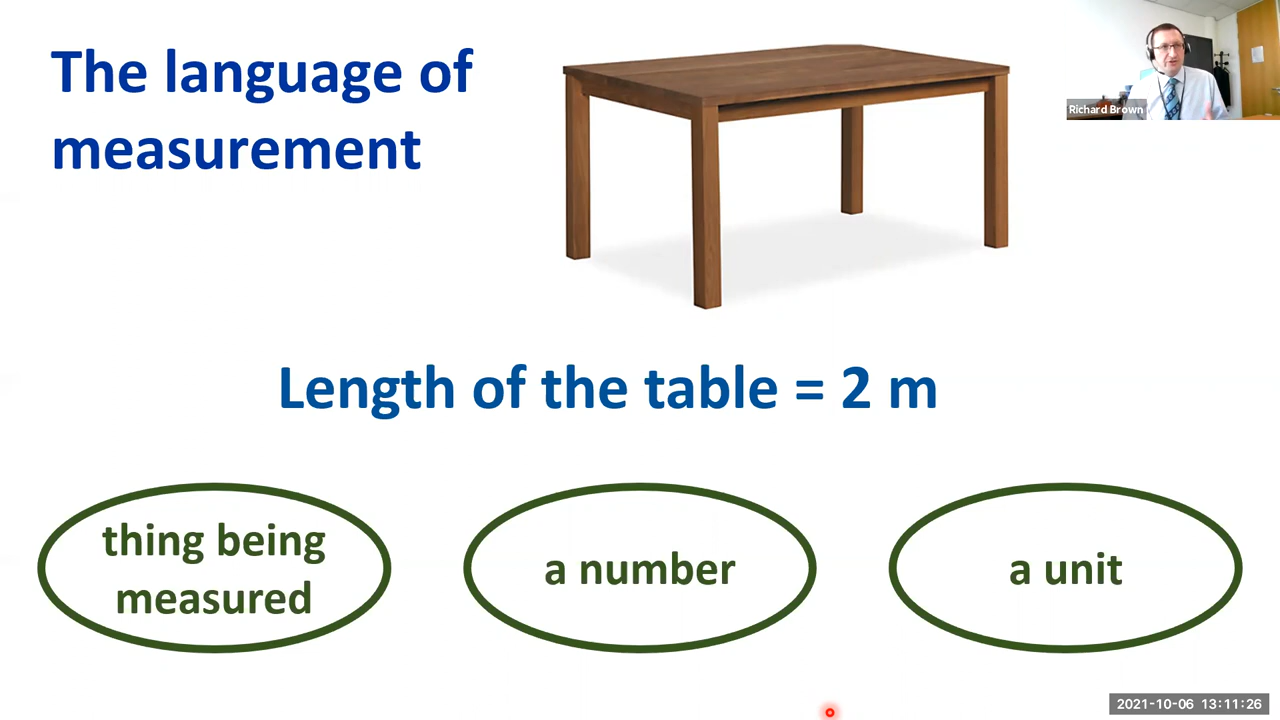 The language of
measurement
Richard Brown
Length of the table = 2 m
thing being
measured
a number
a unit
2021-10-06 13:11:26